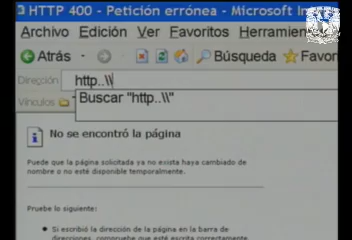 HTTP 400 - Petición errónea - Microsoft In
Archivo Edición Ver Favoritos Herramien
Atrás Búsqueda Favor
Dirección http..\\
Vínculos Buscar "http..\\"
No se encontró la página
Puede que la página solicitada ya no exista haya cambiado de
nombre o no esté disponible temporalmente.
Pruebe lo siguiente:
Si escribió la dirección de la página en la barra de
direcciones, compruebe que esté escrita correctamente.